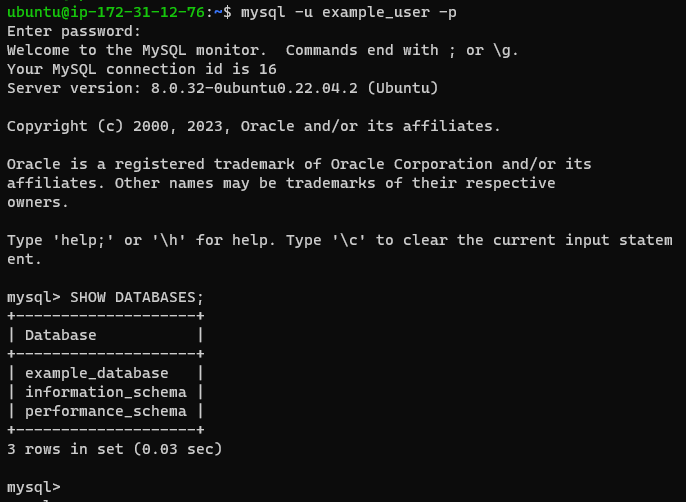 ubuntu@ip-172-31-12-76:~$ mysql -u example_user -p
Enter password:
Welcome to the MySQL monitor.  Commands end with ; or \g.
Your MySQL connection id is 16
Server version: 8.0.32-0ubuntu0.22.04.2 (Ubuntu)

Copyright (c) 2000, 2023, Oracle and/or its affiliates.

Oracle is a registered trademark of Oracle Corporation and/or its
affiliates. Other names may be trademarks of their respective
owners.

Type 'help;' or '\h' for help. Type '\c' to clear the current input statem
ent.

mysql> SHOW DATABASES;
+--------------------+
| Database           |
+--------------------+
| example_database   |
| information_schema |
| performance_schema |
+--------------------+
3 rows in set (0.03 sec)

mysql>